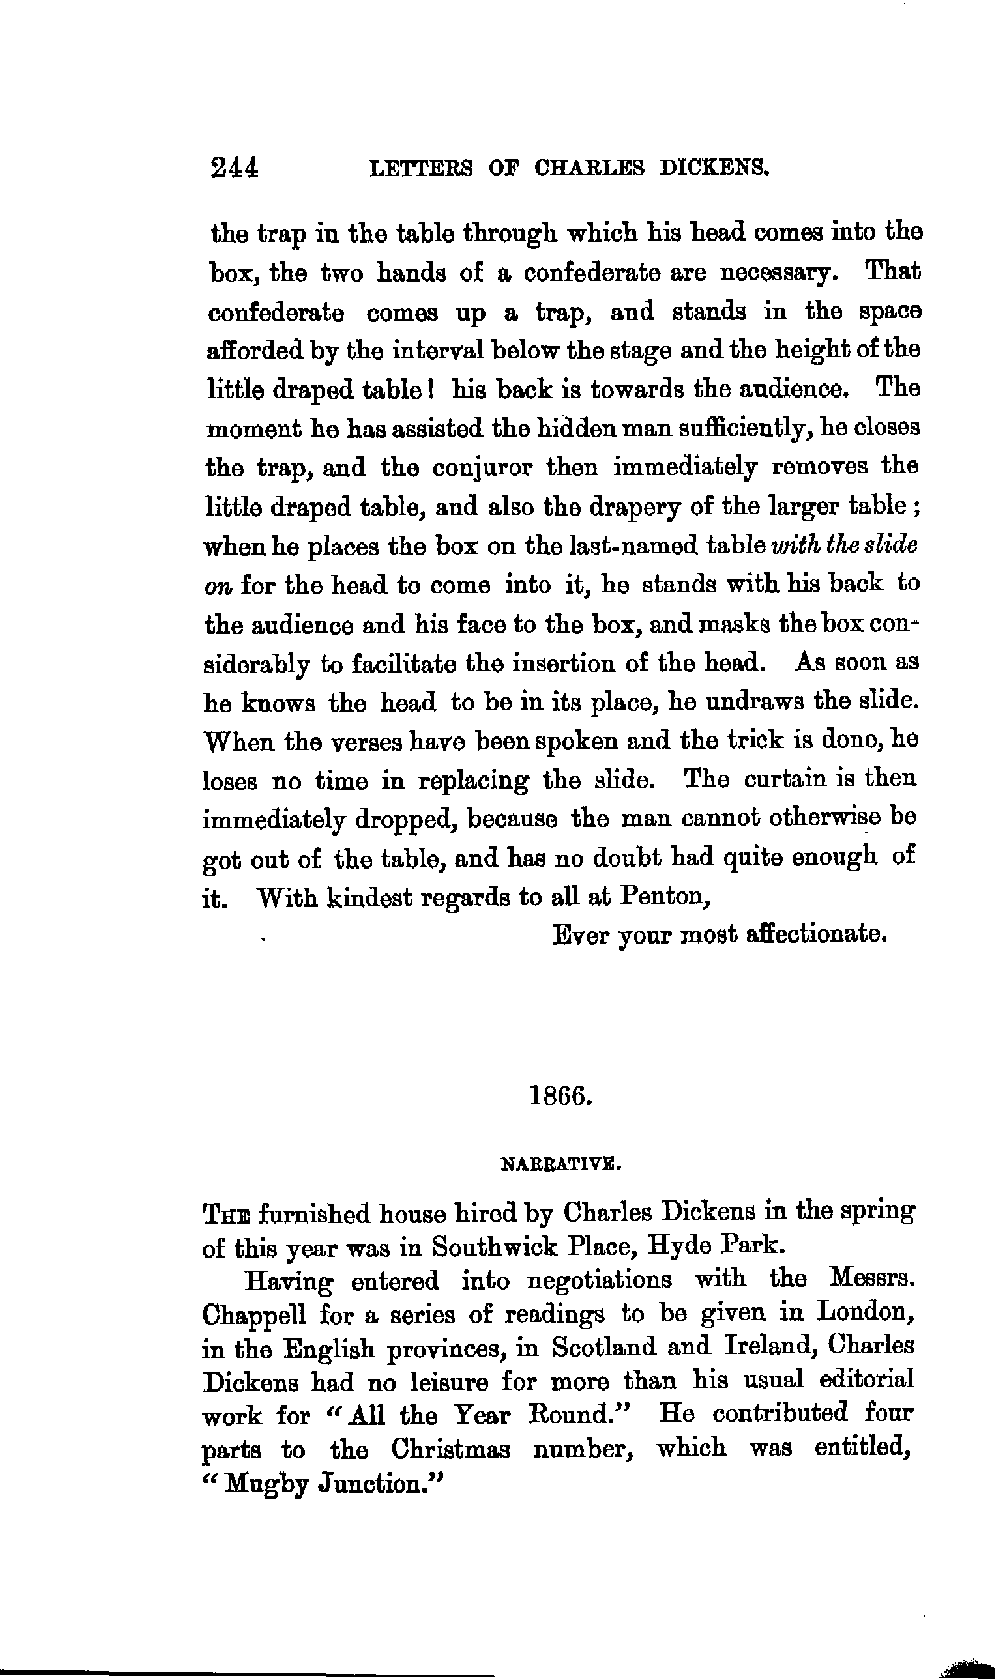 244 LETTERS OF CHARLES DICKENS.
the trap in the table through which his head comes into the
box, the two hands of a confederate are necessary. That
confederate comes up a trap, and stands in the space
afforded by the interval below the stage and the height of the
little draped table! his back is towards the audience. The
moment he has assisted the hidden man sufficiently, he closes
the trap, and the conjuror then immediately removes the
little draped table, and also the drapery of the larger table;
when he places the box on the last-named table with the slide
on for the head to come into it, he stands with his back to
the audience and his face to the box, and masks the box con-
siderably to facilitate the insertion of the head. As soon as
he knows the head to be in its place, he undraws the slide.
When the verses have been spoken and the trick is done, he
loses no time in replacing the slide. The curtain is then
immediately dropped, because the man cannot otherwise be
got out of the table, and has no doubt had quite enough of
it. With kindest regards to all at Penton,
Ever your most affectionate.
1866.
NARRATIVE.
THE furnished house hired by Charles Dickens in the spring
of this year was in Southwick Place, Hyde Park.
Having entered into negotiations with the Messrs.
Chappell for a series of readings to be given in London,
in the English provinces, in Scotland and Ireland, Charles
Dickens had no leisure for more than his usual editorial
work for "All the Year Round." He contributed four
parts to the Christmas number, which was entitled,
"Mugby Junction."